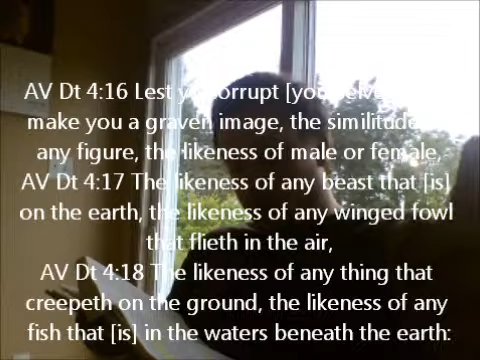 AV Dt 4:16 Lest ye corrupt [yourselves
make you a graven image, the similitude
any figure, the likeness of male or female,
AV Dt 4:17 The likeness of any beast that [is]
on the earth, the likeness of any winged fowl
that flieth in the air,
AV Dt 4:18 The likeness of any thing that
creepeth on the ground, the likeness of any
fish that [is] in the waters beneath the earth: